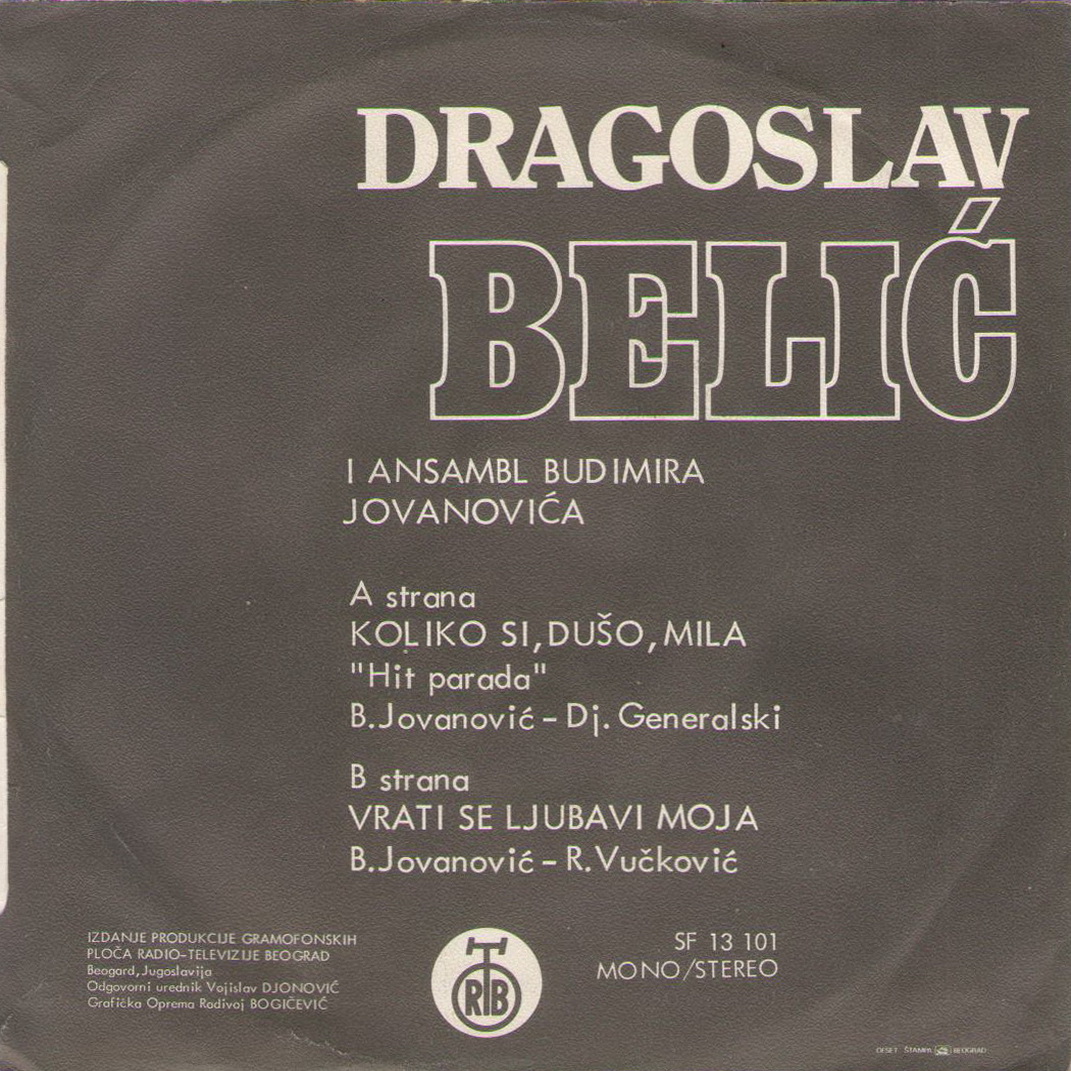 DRAGOSLAV
BELIĆ
I ANSAMBL BUDIMIRA
JOVANOVIĆA
A strana
KOLIKO SI, DUŠO, MILA
"Hit parada"
B. Jovanović – Dj. Generalski
B strana
VRATI SE LJUBAVI MOJA
B. Jovanović – R. Vučković
IZDANJE PRODUKCIJE GRAMOFONSKIH
PLOČA RADIO-TELEVIZIJE BEOGRAD
Beogard, Jugoslavija
Odgovorni urednik Vojislav DJONOVIĆ
Grafička Oprema Radivoj BOGIČEVIĆ
RTB
SF 13 101
MONO/STEREO
ŠTAMPA BEOGRAD